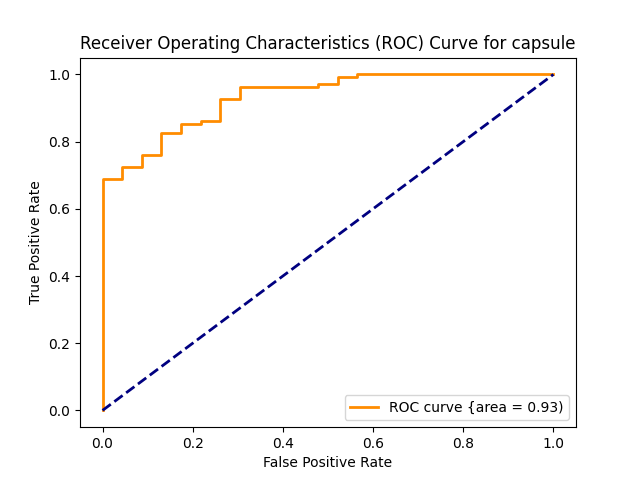 Receiver Operating Characteristics (ROC) Curve for capsule
1.0
0.8
0.6
0.4
0.2
0.0
True Positive Rate
ROC curve {area = 0.93)
0.0 0.2 0.4 0.6 0.8 1.0
False Positive Rate